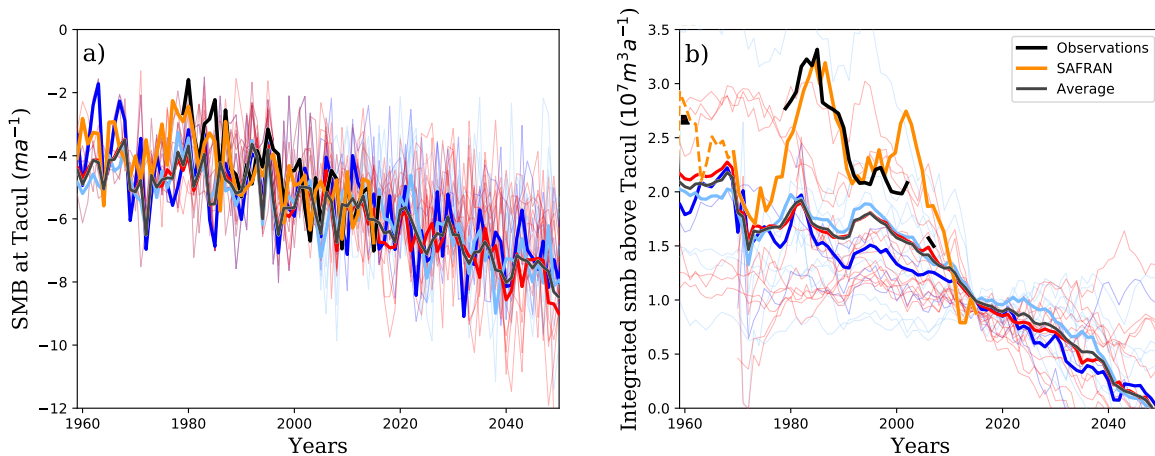 a)
SMB at Tacul (ma⁻¹)
0
−2
−4
−6
−8
−10
−12
1960
1980
2000
2020
2040
Years
b)
Integrated smb above Tacul (10⁷m³a⁻¹)
3.5
3.0
2.5
2.0
1.5
1.0
0.5
0.0
1960
1980
2000
2020
2040
Years
Observations
SAFRAN
Average